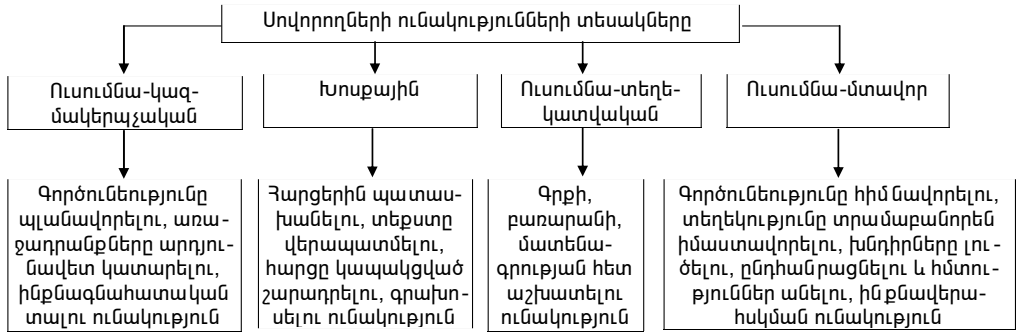 Սովորողների ունակությունների տեսակները
Ուսումնա-կազ-
մակերպչական
Խոսքային
Ուսումնա-տեղե-
կատվական
Ուսումնա-մտավոր
Գործունեությունը
պլանավորելու, առա-
ջադրանքները արդյու-
նավետ կատարելու,
ինքնագնահատական
տալու ունակություն
Հարցերին պատաս-
խանելու, տեքստը
վերապատմելու,
հարցը կապակցված
շարադրելու, գրախո-
սելու ունակություն
Գրքի,
բառարանի,
մատենա-
գրության հետ
աշխատելու
ունակություն
Գործունեությունը հիմնավորելու,
տեղեկությունը տրամաբանորեն
իմաստավորելու, խնդիրները լու-
ծելու, ընդհանրացնելու և հմտու-
թյուններ անելու, ինքնավերա-
հսկման ունակություն